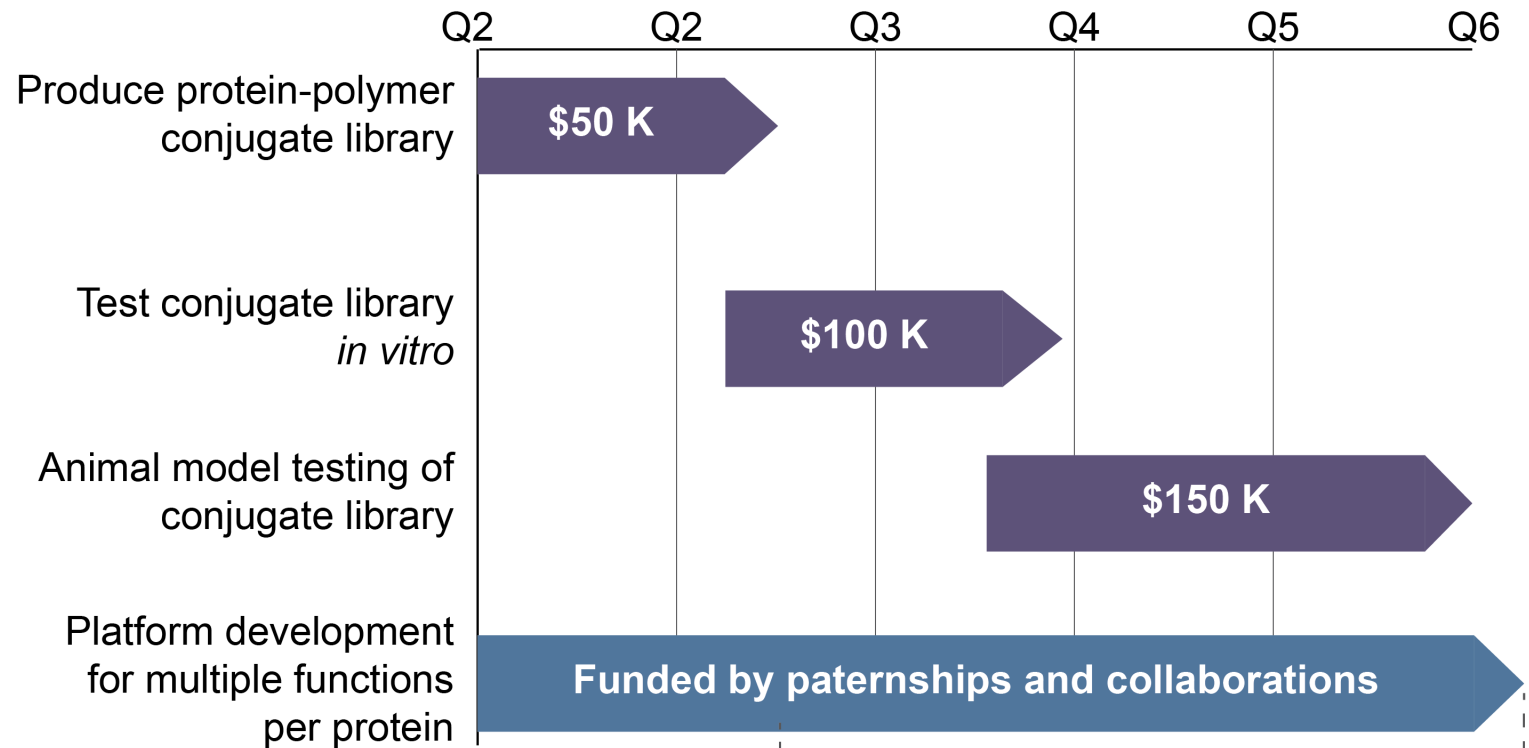 Q2 Q2 Q3 Q4 Q5 Q6
Produce protein-polymer
conjugate library
$50 K
Test conjugate library
in vitro
$100 K
Animal model testing of
conjugate library
$150 K
Platform development
for multiple functions
per protein
Funded by paternships and collaborations